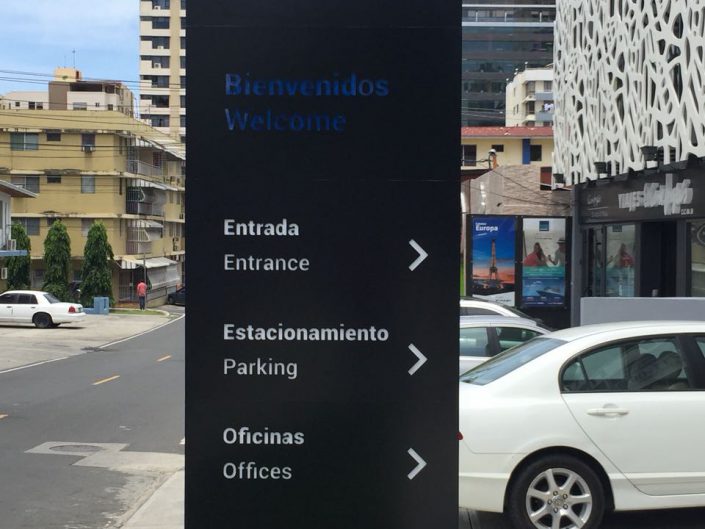 Bienvenidos
Welcome
Entrada
Entrance
Estacionamiento
Parking
Oficinas
Offices
Europa